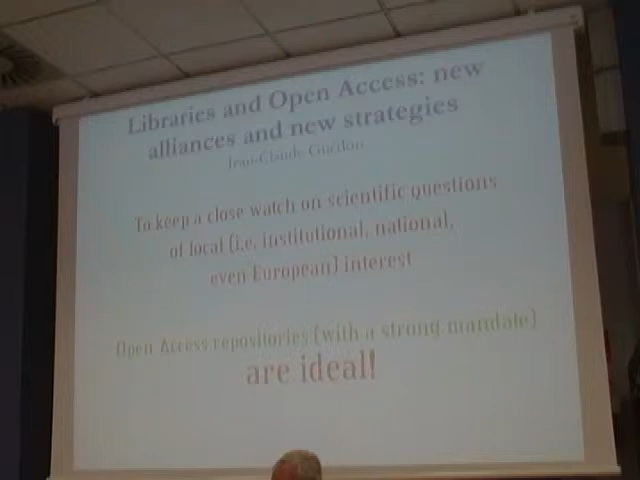 Libraries and Open Access: new
alliances and new strategies
Jean-Claude Guédon
To keep a close watch on scientific questions
of local (i.e. institutional, national,
even European) interest
Open Access repositories (with a strong mandate)
are ideal!